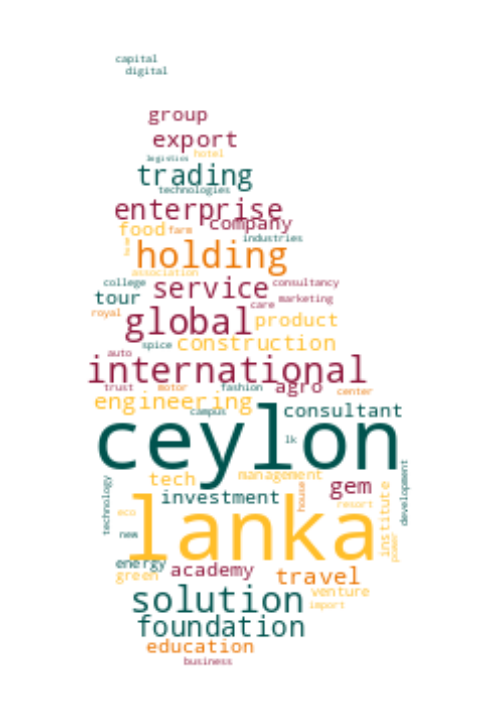 capital
digital
group
export
hotel
logistics
trading
technologies
enterprise
company
food farm
industries
holding
association
college service consultancy
tour care marketing
royal global product
spice construction
auto
international
trust motor fashion agro center
engineering
campus consultant
ceylon
lk
tech management
technology gem development
investment house resort
institute
eco lanka
new power
energy
green academy travel
solution venture
import
foundation
education
business